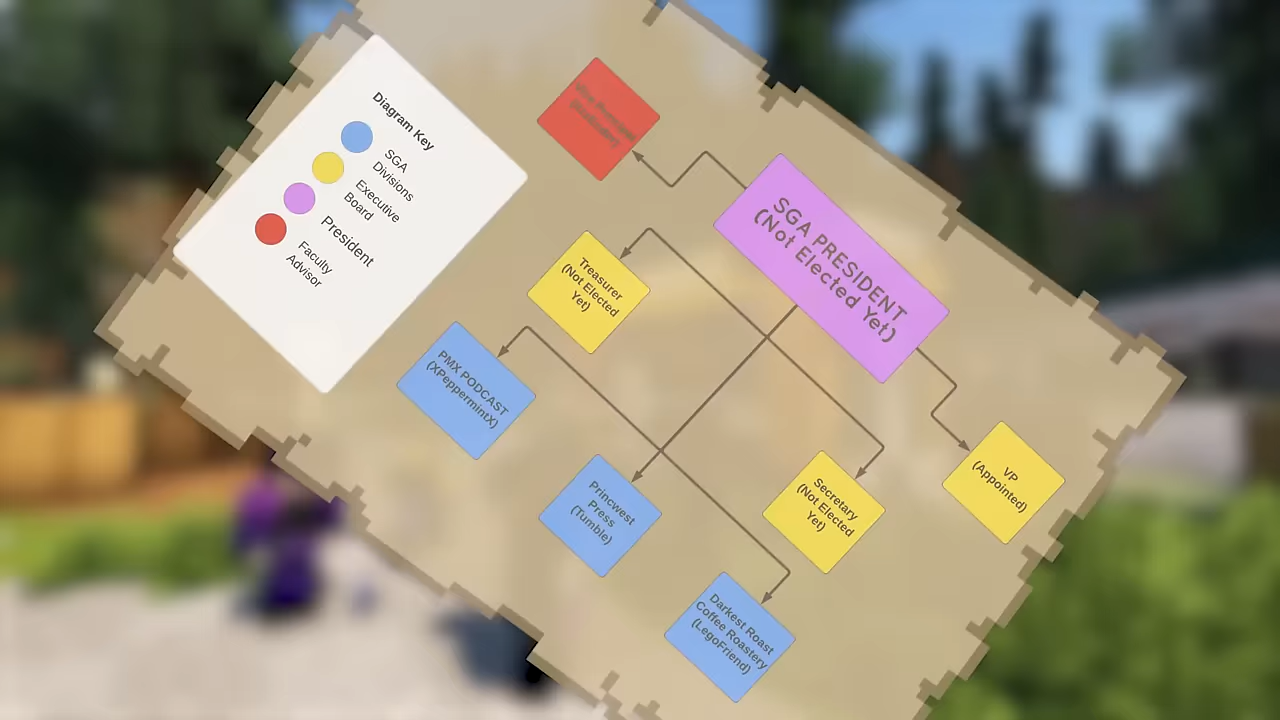 Diagram Key
SGA
Divisions
Executive
Board
President
Faculty
Advisor
SGA PRESIDENT
(Not Elected Yet)
Treasurer
(Not Elected
Yet)
PMX PODCAST
(XPeppermintX)
Princwest
Press
(Tumble)
Secretary
(Not Elected
Yet)
VP
(Appointed)
Darkest Roast
Coffee Roastery
(LegoFriend)